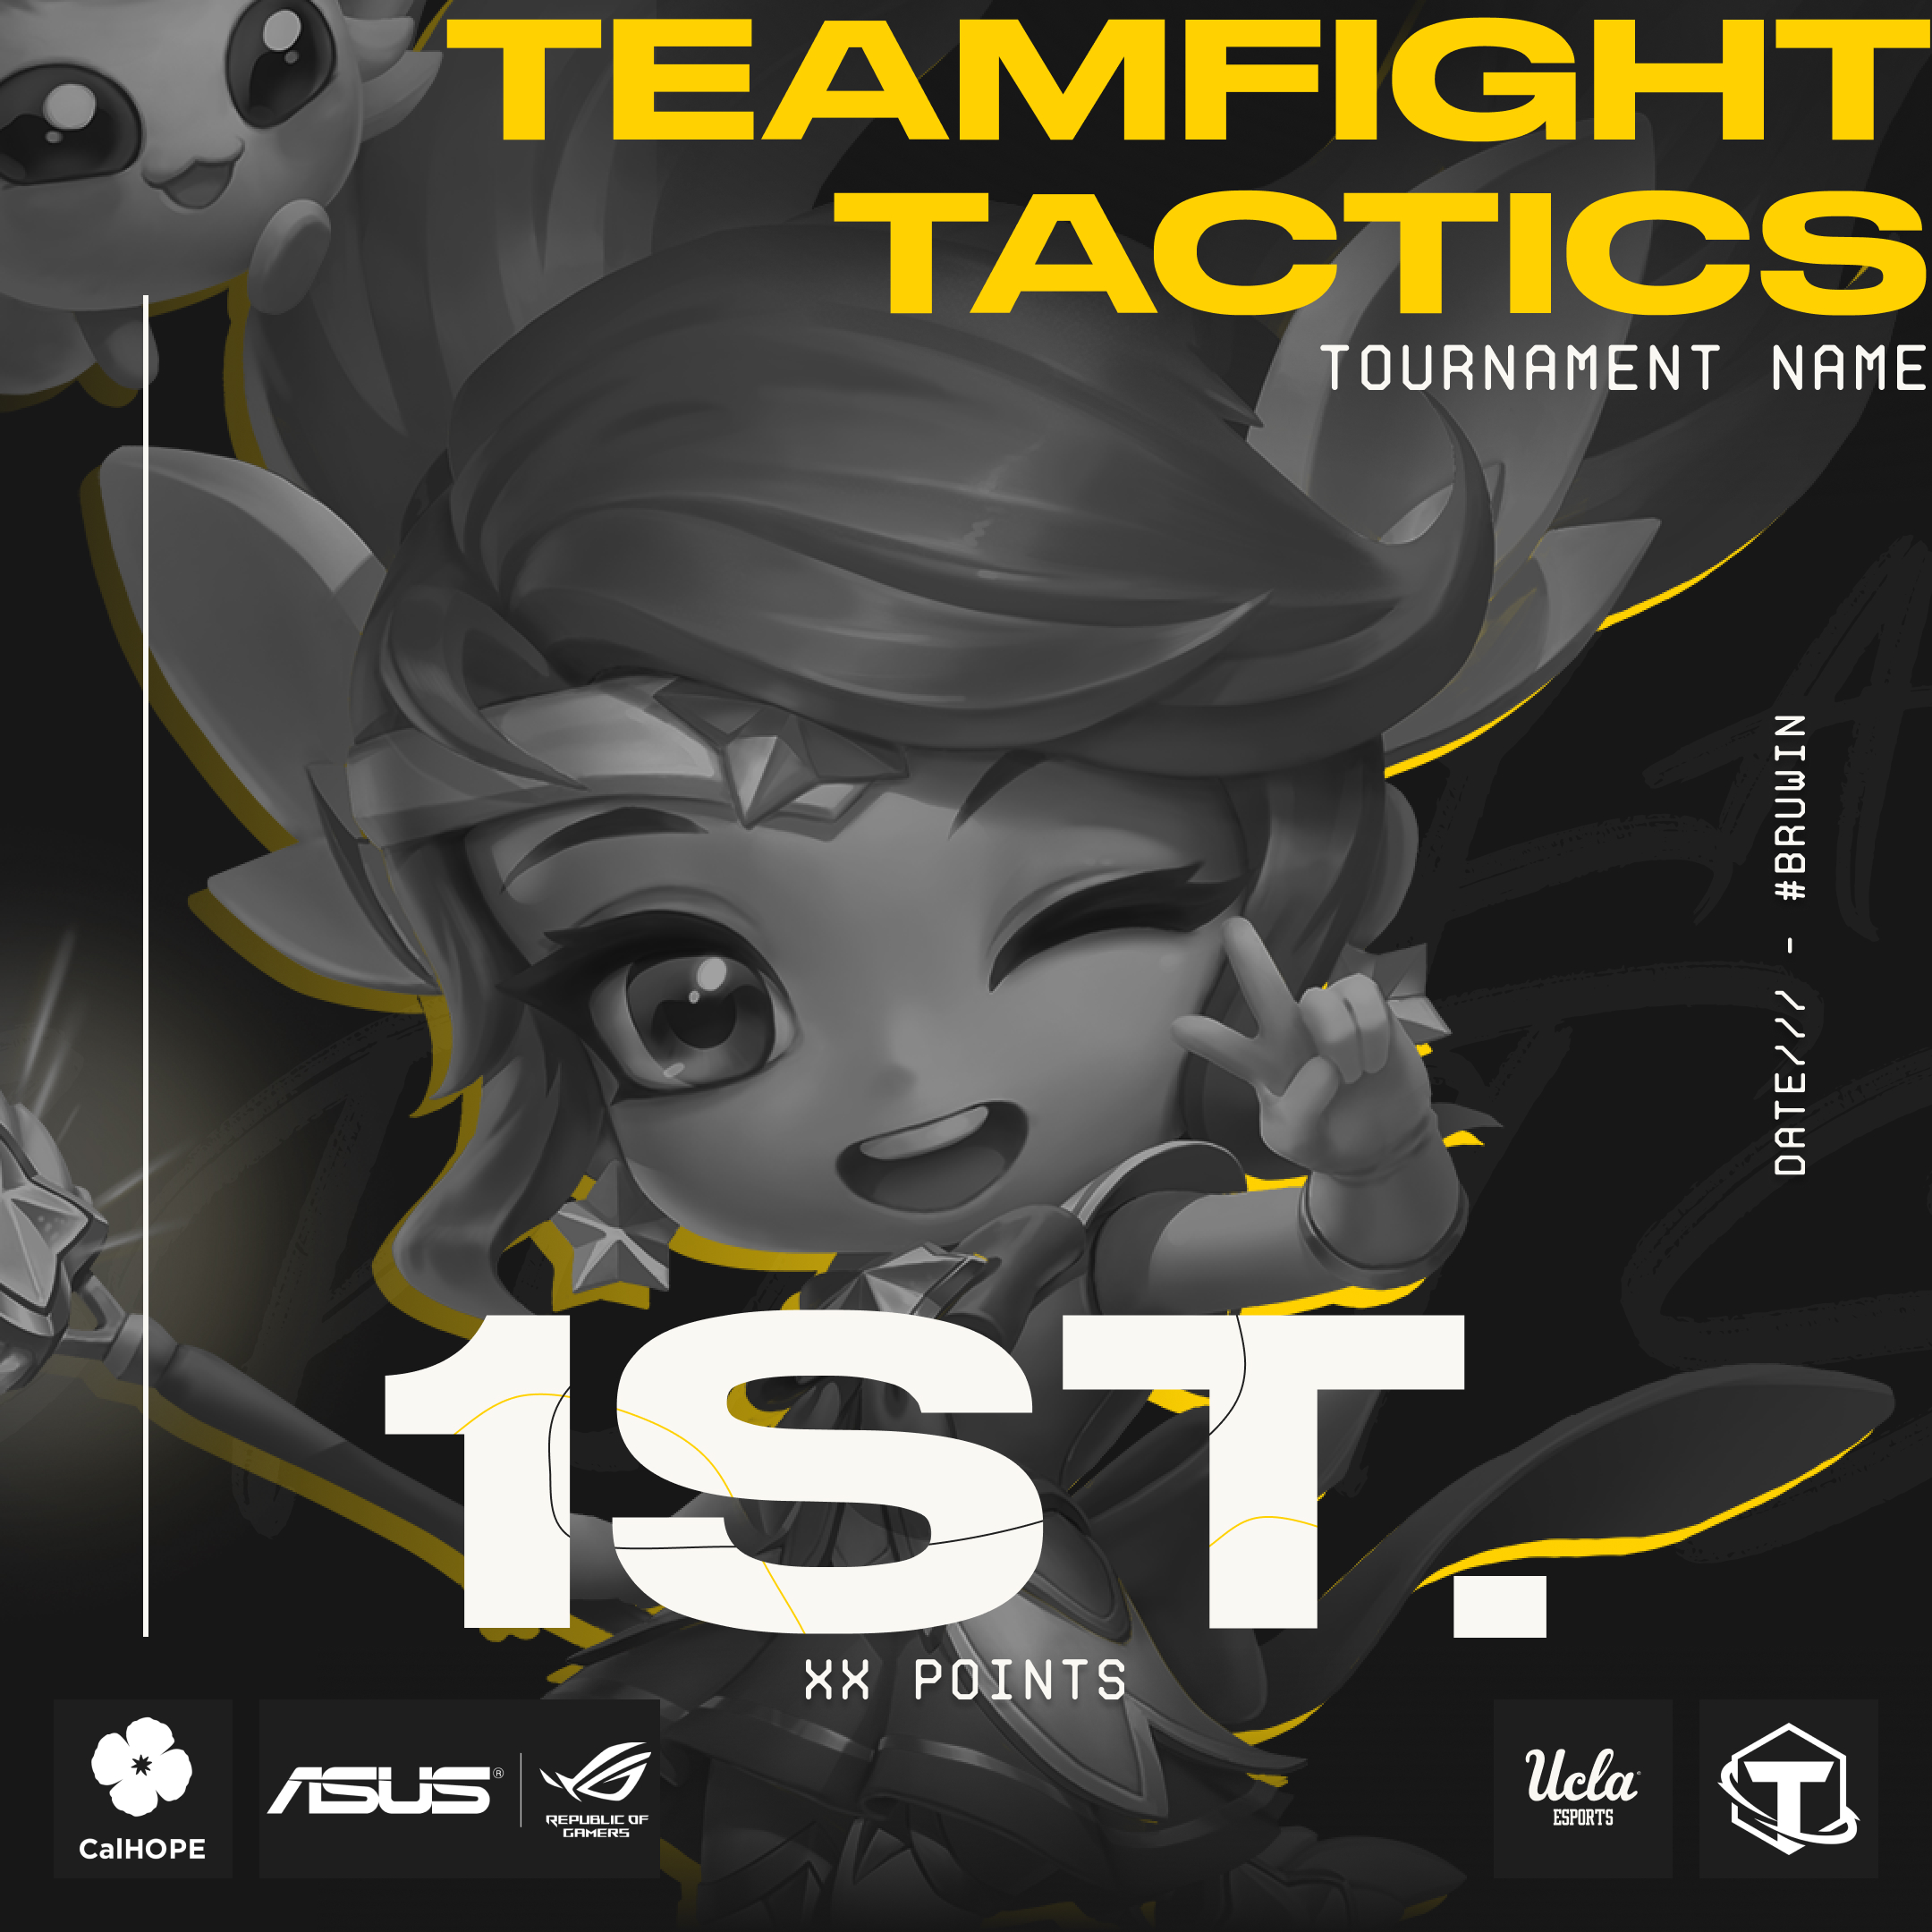 TEAMFIGHT
TACTICS
TOURNAMENT NAME
DATE/// - #BRUWIN
1ST.
XX POINTS
CalHOPE
ASUS®
REPUBLIC OF
GAMERS
Ucla
ESPORTS
T